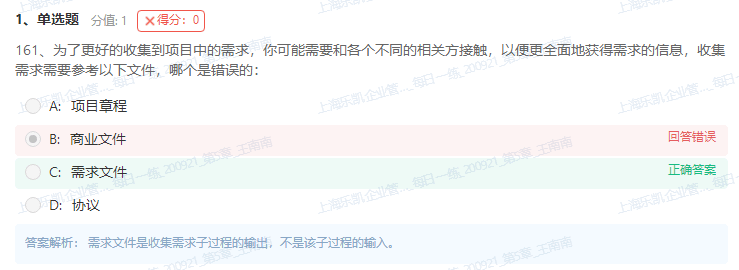 1、单选题 分值: 1 ×得分: 0
161、为了更好的收集到项目中的需求，你可能需要和各个不同的相关方接触，以便更全面地获得需求的信息，收集
需求需要参考以下文件，哪个是错误的：
A: 项目章程
B: 商业文件 回答错误
C: 需求文件 正确答案
D: 协议
答案解析： 需求文件是收集需求子过程的输出，不是该子过程的输入。
上海乐凯企业管..._每日一练_200921_第5章_王南南